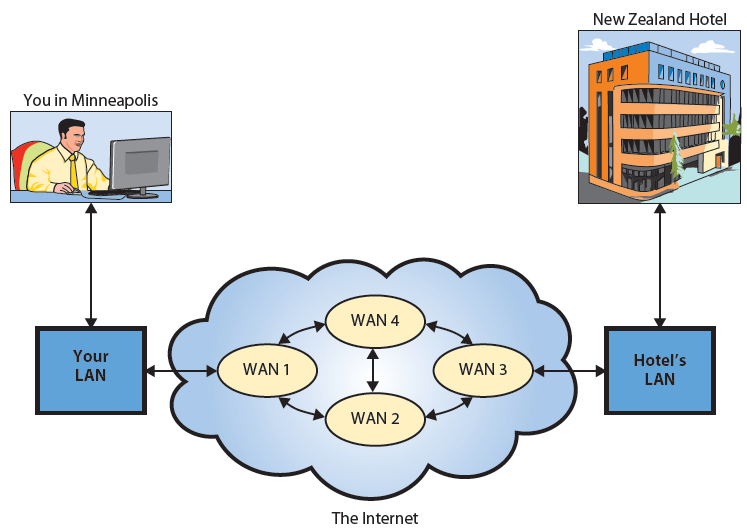 New Zealand Hotel
You in Minneapolis
Your
LAN
WAN 4
WAN 1
WAN 3
WAN 2
Hotel's
LAN
The Internet